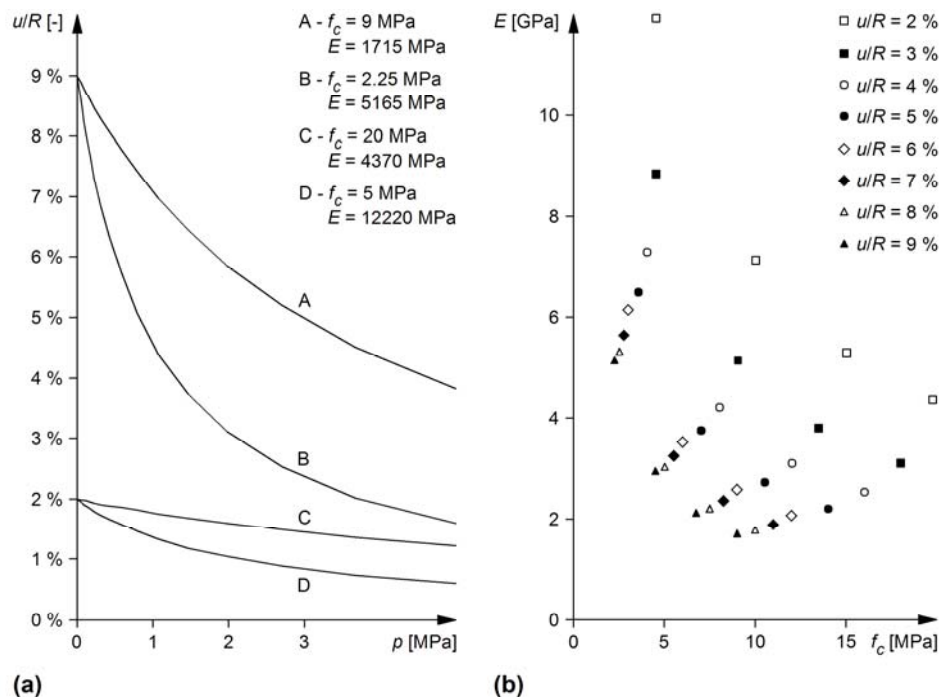 u/R [-]
A - f_c = 9 MPa
E = 1715 MPa
B - f_c = 2.25 MPa
E = 5165 MPa
C - f_c = 20 MPa
E = 4370 MPa
D - f_c = 5 MPa
E = 12220 MPa
9 %
8 %
7 %
6 %
5 %
4 %
3 %
2 %
1 %
0 %
A
B
C
D
0
1
2
3
p [MPa]
(a)
E [GPa]
u/R = 2 %
u/R = 3 %
u/R = 4 %
u/R = 5 %
u/R = 6 %
u/R = 7 %
u/R = 8 %
u/R = 9 %
10
8
6
4
2
0
0
5
10
15
f_c [MPa]
(b)